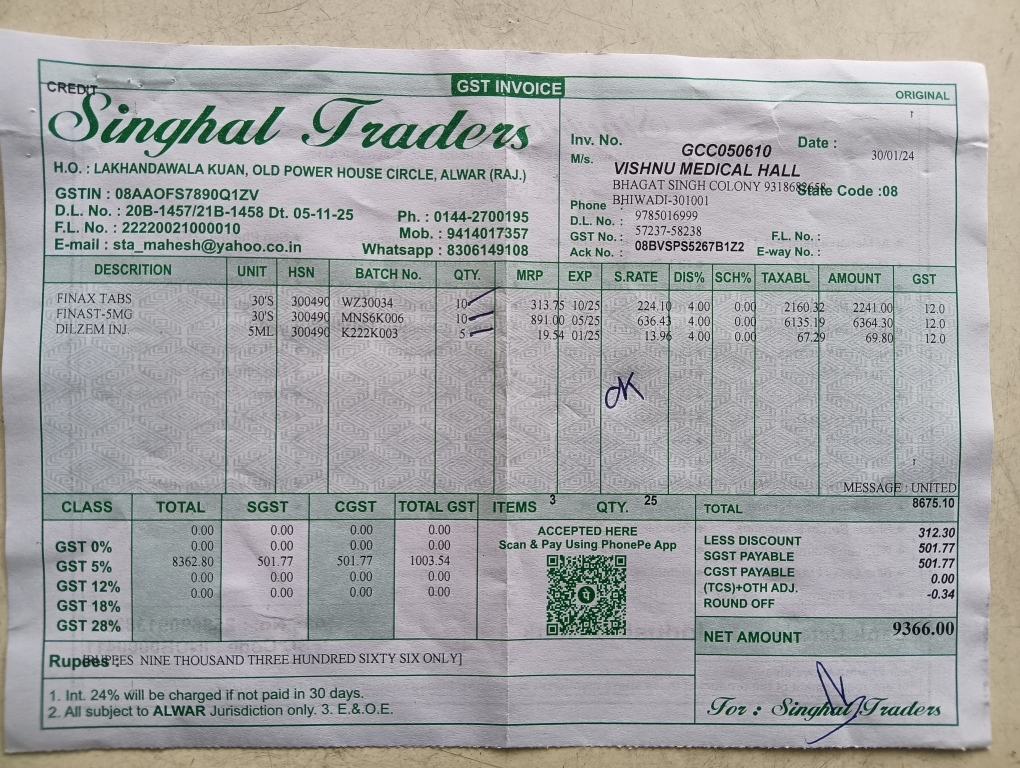 CREDIT
GST INVOICE
ORIGINAL
Singhal Traders
H.O. : LAKHANDAWALA KUAN, OLD POWER HOUSE CIRCLE, ALWAR (RAJ.)
GSTIN : 08AAOFS7890Q1ZV
D.L. No. : 20B-1457/21B-1458 Dt. 05-11-25 Ph. : 0144-2700195
F.L. No. : 22220021000010 Mob. : 9414017357
E-mail : sta_mahesh@yahoo.co.in Whatsapp : 8306149108
Inv. No. GCC050610 Date : 30/01/24
M/s. VISHNU MEDICAL HALL
BHAGAT SINGH COLONY State Code :08
Phone : BHIWADI-301001
D.L. No. : 9785016999
GST No.: 57237-58238 F.L. No. :
Ack No. : 08BVSPS5267B1Z2 E-way No. :
DESCRITION UNIT HSN BATCH No. QTY. MRP EXP S.RATE DIS% SCH% TAXABL AMOUNT GST
FINAX TABS 30'S 300490 WZ30034 10 313.75 10/25 224.10 4.00 0.00 2160.32 2241.00 12.0
FINAST-5MG 30'S 300490 MNS6K006 10 891.00 05/25 636.43 4.00 0.00 6135.19 6364.30 12.0
DILZEM INJ. 5ML 300490 K222K003 5 19.54 01/25 13.96 4.00 0.00 67.29 69.80 12.0
OK
MESSAGE : UNITED
CLASS TOTAL SGST CGST TOTAL GST ITEMS 3 QTY. 25
0.00 0.00 0.00 0.00
GST 0% 0.00 0.00 0.00 0.00
GST 5% 8362.80 501.77 501.77 1003.54
GST 12% 0.00 0.00 0.00 0.00
GST 18% 0.00 0.00 0.00 0.00
GST 28%
ACCEPTED HERE
Scan & Pay Using PhonePe App
TOTAL 8675.10
LESS DISCOUNT 312.30
SGST PAYABLE 501.77
CGST PAYABLE 501.77
(TCS)+OTH ADJ. 0.00
ROUND OFF -0.34
NET AMOUNT 9366.00
Rupees : [RUPEES NINE THOUSAND THREE HUNDRED SIXTY SIX ONLY]
1. Int. 24% will be charged if not paid in 30 days.
2. All subject to ALWAR Jurisdiction only. 3. E.&O.E.
For : Singhal Traders